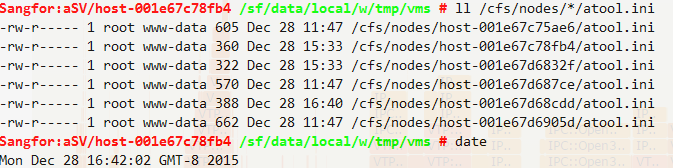 Sangfor:aSV/host-001e67c78fb4 /sf/data/local/w/tmp/vms # ll /cfs/nodes/*/atool.ini
-rw-r----- 1 root www-data 605 Dec 28 11:47 /cfs/nodes/host-001e67c75ae6/atool.ini
-rw-r----- 1 root www-data 360 Dec 28 15:33 /cfs/nodes/host-001e67c78fb4/atool.ini
-rw-r----- 1 root www-data 322 Dec 28 15:33 /cfs/nodes/host-001e67d6832f/atool.ini
-rw-r----- 1 root www-data 570 Dec 28 11:47 /cfs/nodes/host-001e67d687ce/atool.ini
-rw-r----- 1 root www-data 388 Dec 28 16:40 /cfs/nodes/host-001e67d68cdd/atool.ini
-rw-r----- 1 root www-data 662 Dec 28 11:47 /cfs/nodes/host-001e67d6905d/atool.ini
Sangfor:aSV/host-001e67c78fb4 /sf/data/local/w/tmp/vms # date
Mon Dec 28 16:42:02 GMT-8 2015